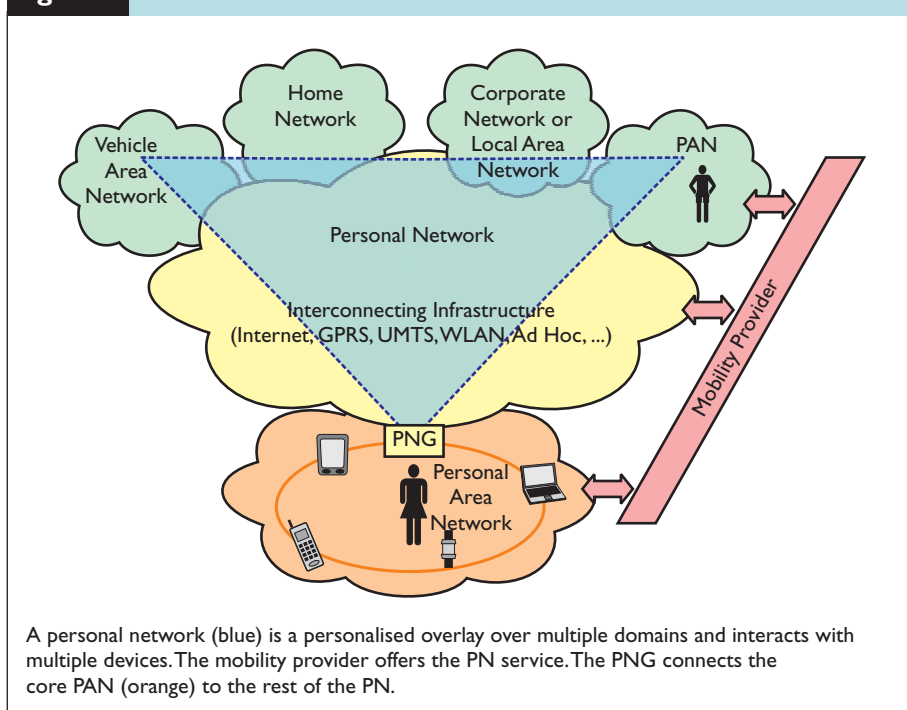 Home
Network
Corporate
Network or
Local Area
Network
Vehicle
Area
Network
PAN
Personal Network
Interconnecting Infrastructure
(Internet, GPRS, UMTS, WLAN, Ad Hoc, ...)
Mobility Provider
PNG
Personal
Area
Network
A personal network (blue) is a personalised overlay over multiple domains and interacts with
multiple devices. The mobility provider offers the PN service. The PNG connects the
core PAN (orange) to the rest of the PN.